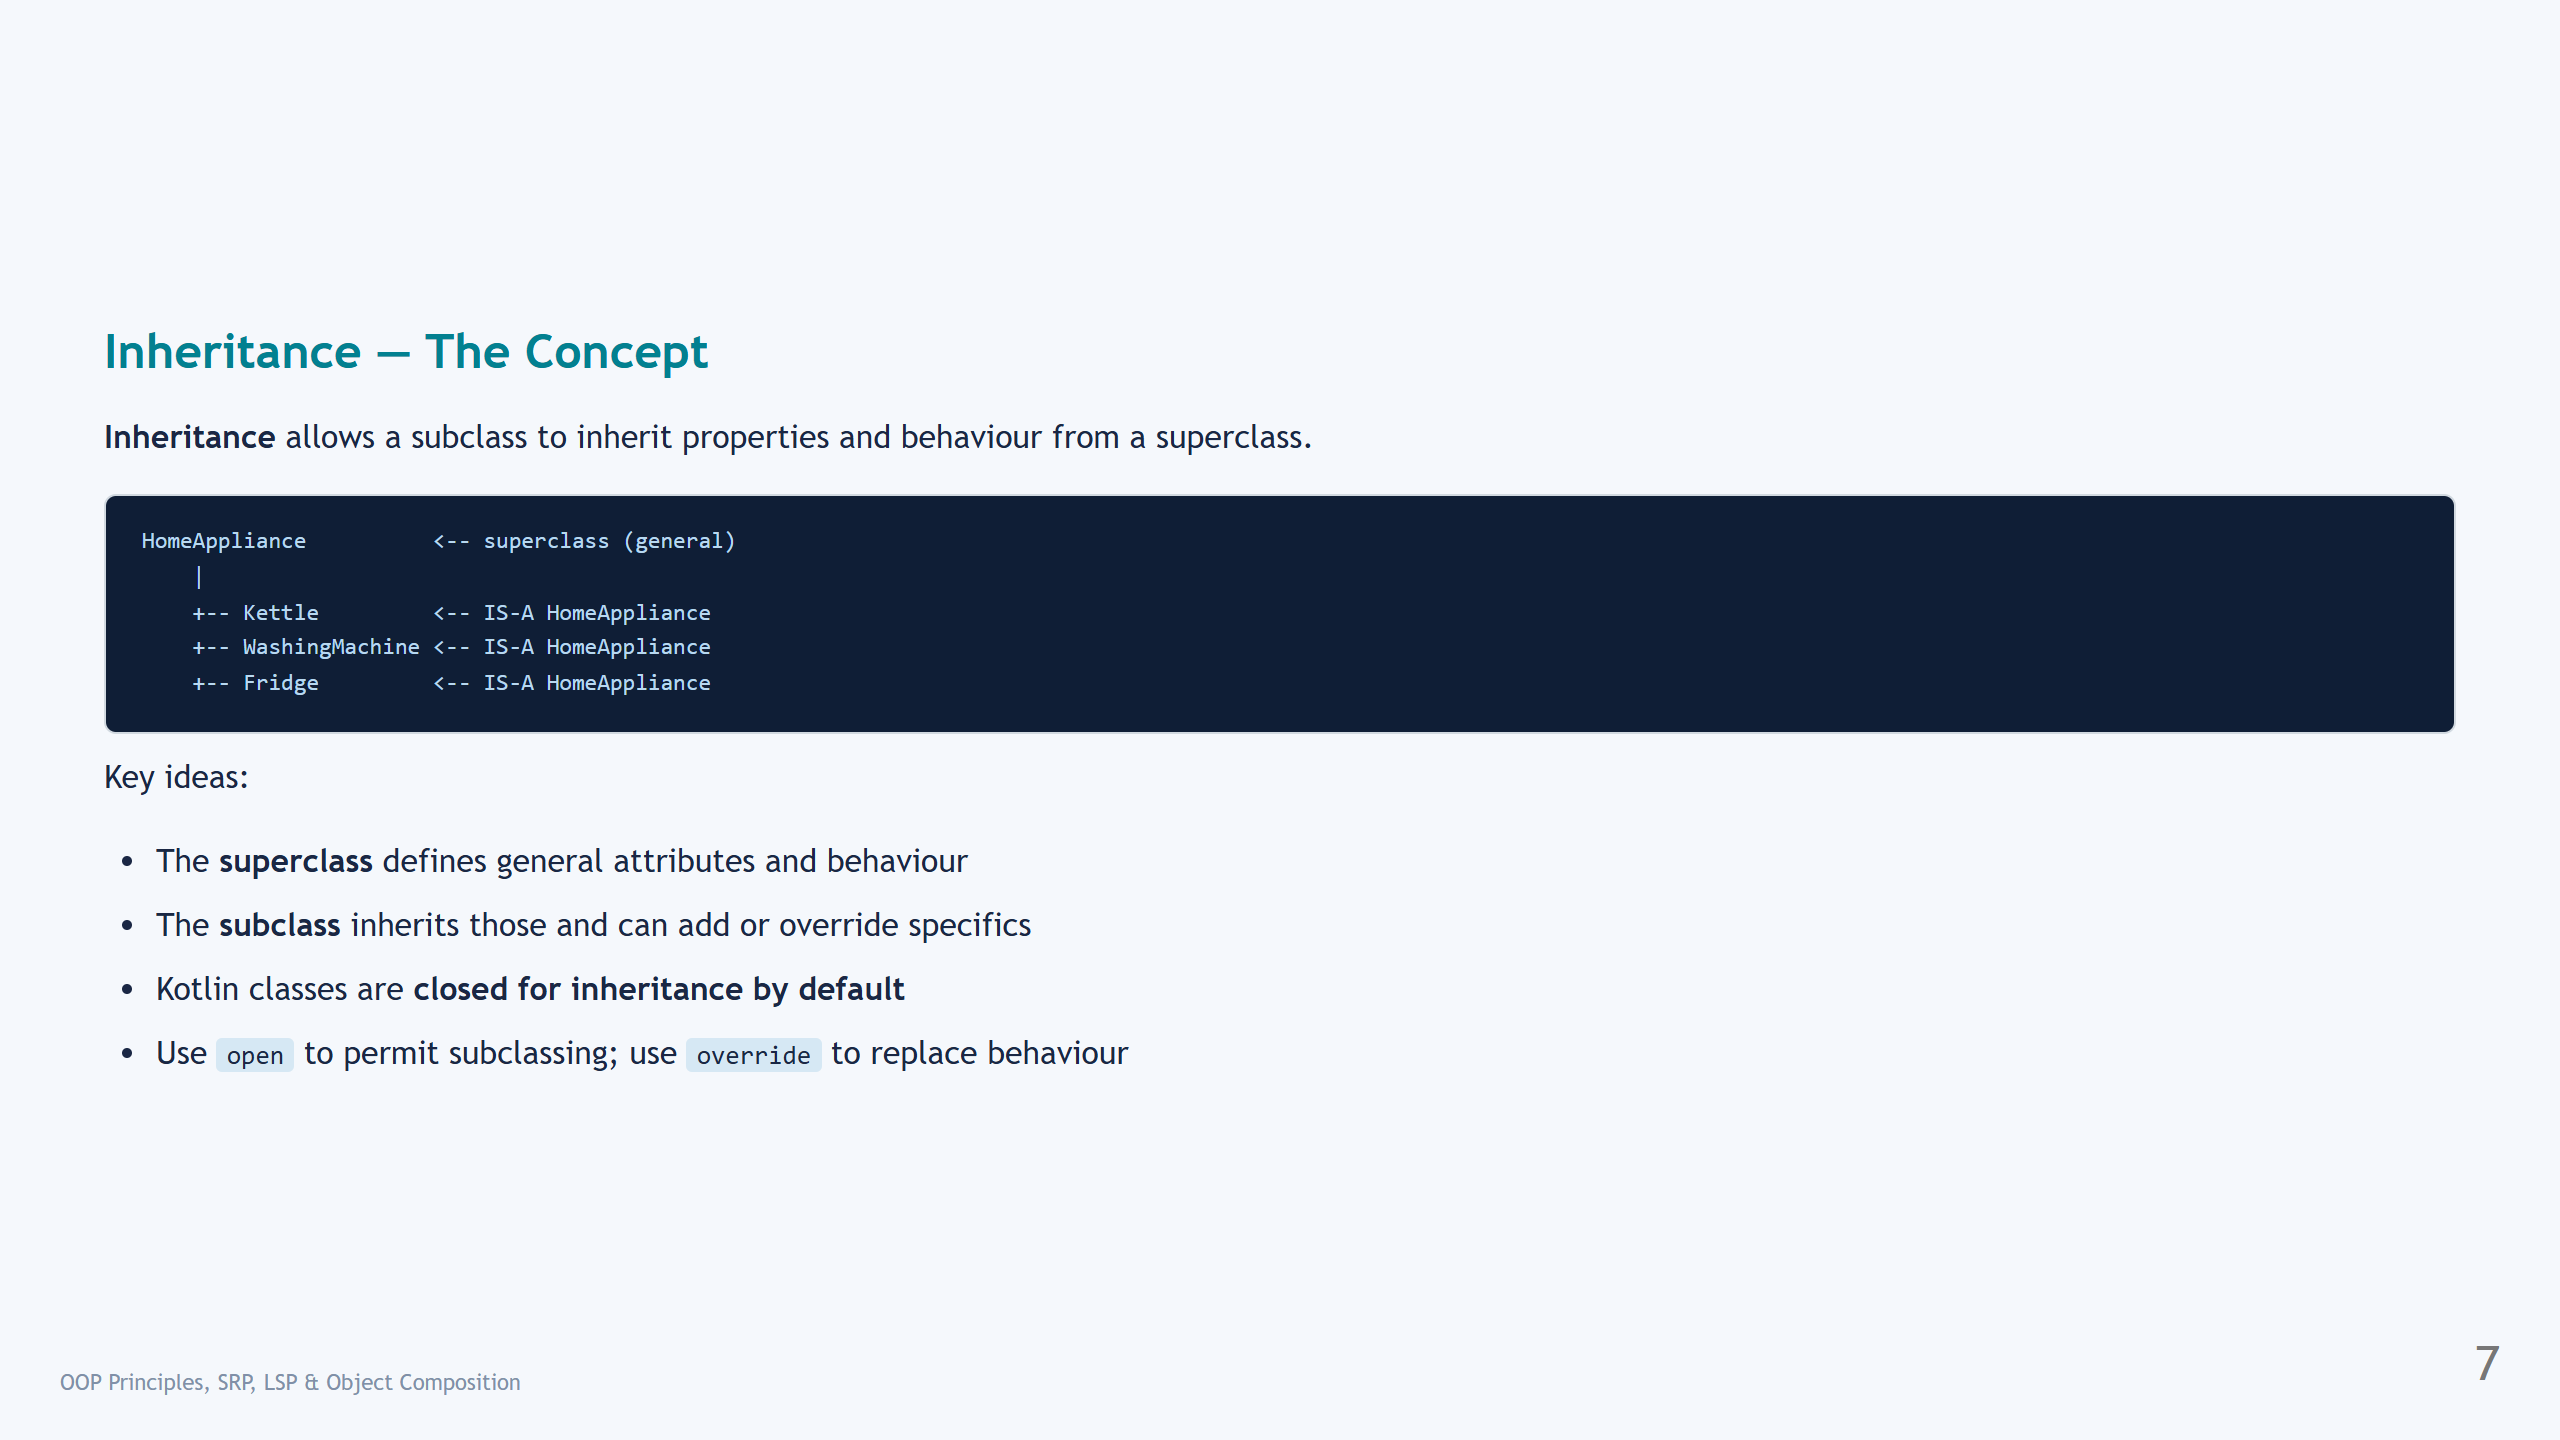 Inheritance — The Concept
Inheritance allows a subclass to inherit properties and behaviour from a superclass.
HomeAppliance          <-- superclass (general)
    |
    +-- Kettle         <-- IS-A HomeAppliance
    +-- WashingMachine <-- IS-A HomeAppliance
    +-- Fridge         <-- IS-A HomeAppliance
Key ideas:
• The superclass defines general attributes and behaviour
• The subclass inherits those and can add or override specifics
• Kotlin classes are closed for inheritance by default
• Use open to permit subclassing; use override to replace behaviour
OOP Principles, SRP, LSP & Object Composition
7